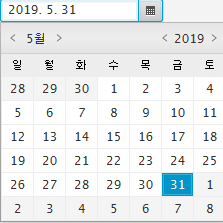 2019. 5. 31
< 5월 > < 2019 >
일 월 화 수 목 금 토
28 29 30 1 2 3 4
5 6 7 8 9 10 11
12 13 14 15 16 17 18
19 20 21 22 23 24 25
26 27 28 29 30 31 1
2 3 4 5 6 7 8